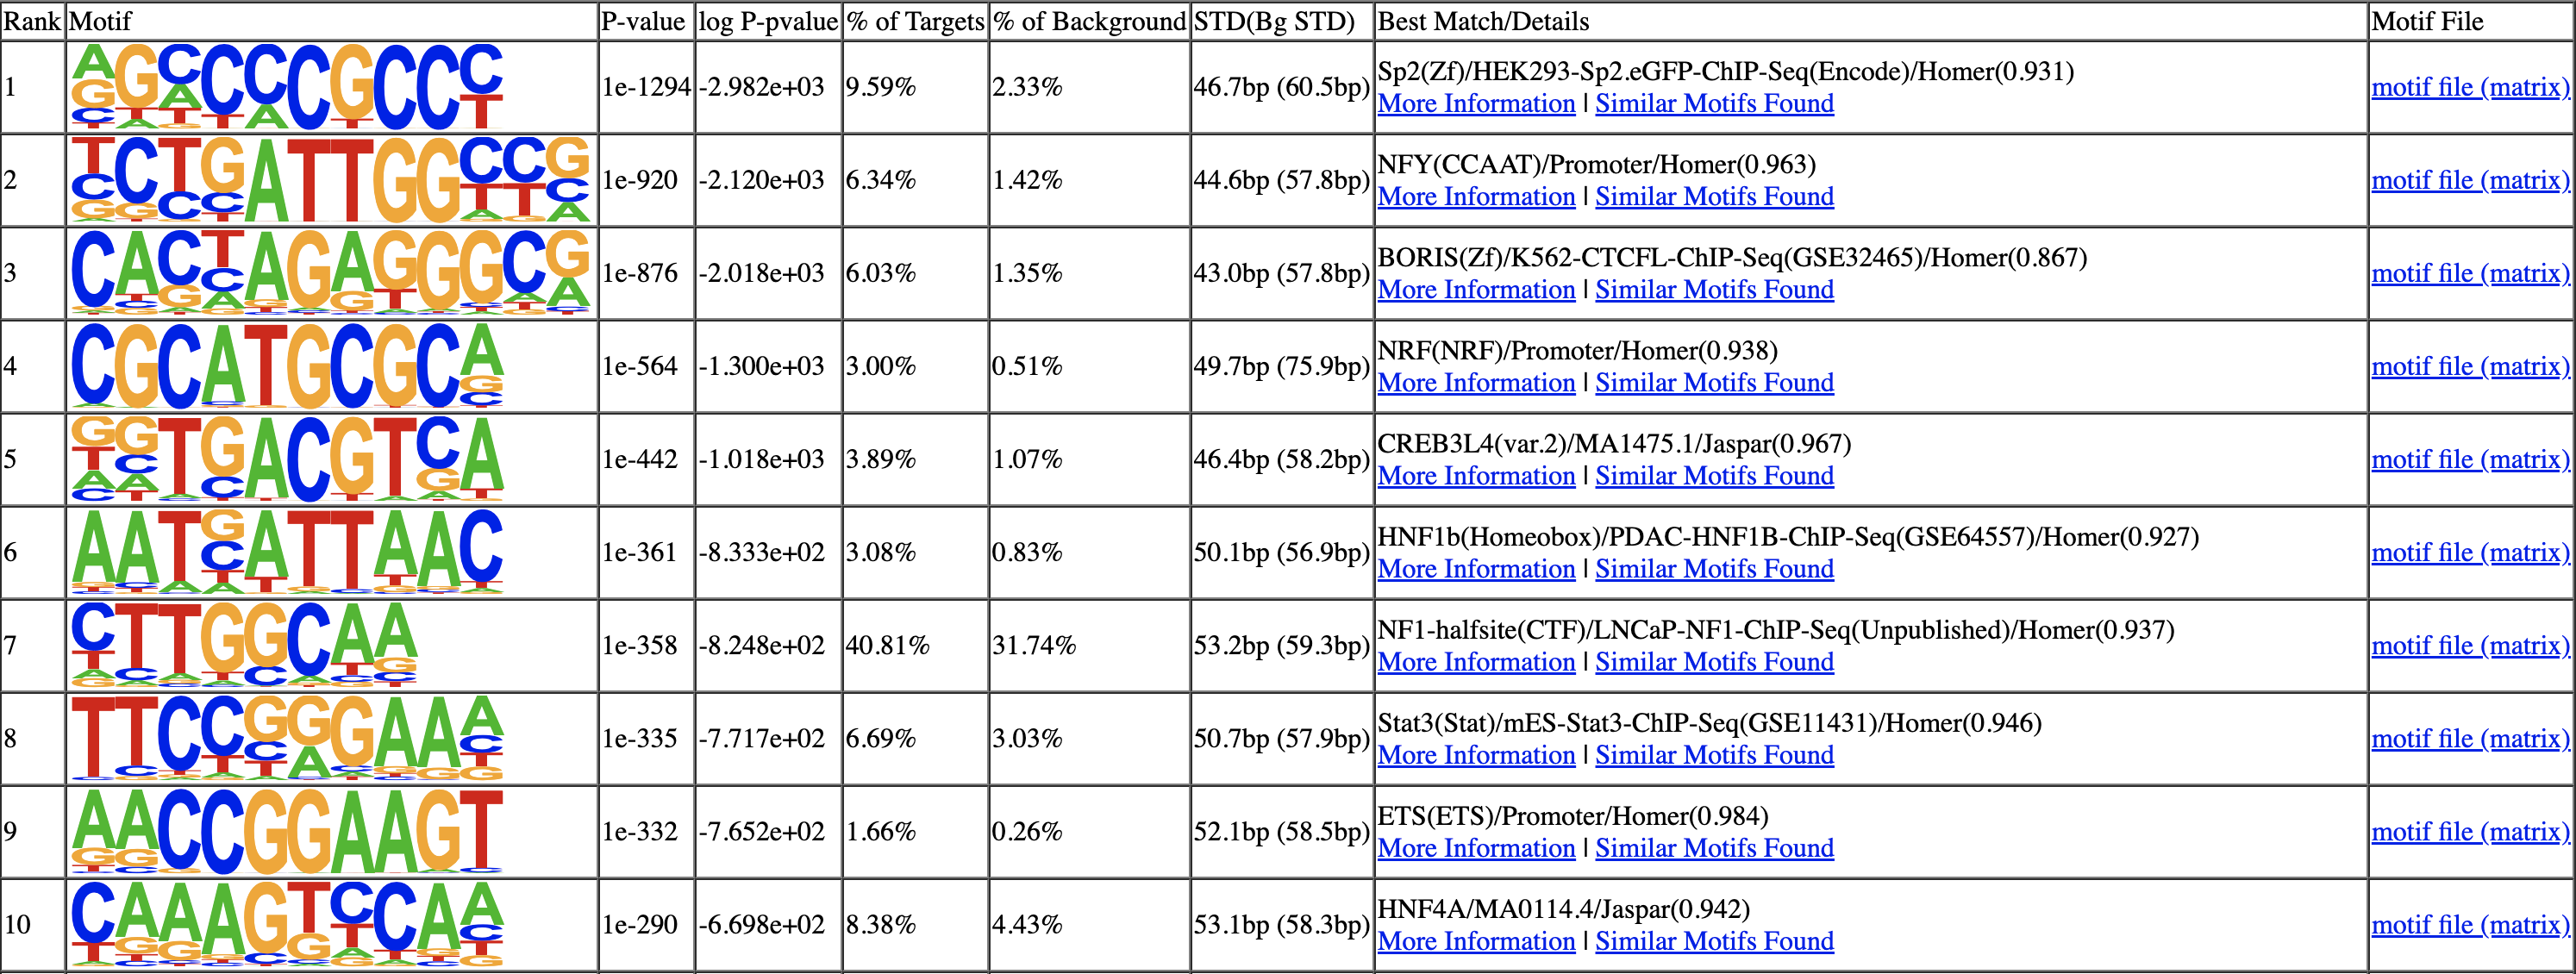 Rank Motif P-value log P-pvalue % of Targets % of Background STD(Bg STD) Best Match/Details Motif File
1 1e-1294 -2.982e+03 9.59% 2.33% 46.7bp (60.5bp) Sp2(Zf)/HEK293-Sp2.eGFP-ChIP-Seq(Encode)/Homer(0.931)
More Information | Similar Motifs Found motif file (matrix)
2 1e-920 -2.120e+03 6.34% 1.42% 44.6bp (57.8bp) NFY(CCAAT)/Promoter/Homer(0.963)
More Information | Similar Motifs Found motif file (matrix)
3 1e-876 -2.018e+03 6.03% 1.35% 43.0bp (57.8bp) BORIS(Zf)/K562-CTCFL-ChIP-Seq(GSE32465)/Homer(0.867)
More Information | Similar Motifs Found motif file (matrix)
4 1e-564 -1.300e+03 3.00% 0.51% 49.7bp (75.9bp) NRF(NRF)/Promoter/Homer(0.938)
More Information | Similar Motifs Found motif file (matrix)
5 1e-442 -1.018e+03 3.89% 1.07% 46.4bp (58.2bp) CREB3L4(var.2)/MA1475.1/Jaspar(0.967)
More Information | Similar Motifs Found motif file (matrix)
6 1e-361 -8.333e+02 3.08% 0.83% 50.1bp (56.9bp) HNF1b(Homeobox)/PDAC-HNF1B-ChIP-Seq(GSE64557)/Homer(0.927)
More Information | Similar Motifs Found motif file (matrix)
7 1e-358 -8.248e+02 40.81% 31.74% 53.2bp (59.3bp) NF1-halfsite(CTF)/LNCaP-NF1-ChIP-Seq(Unpublished)/Homer(0.937)
More Information | Similar Motifs Found motif file (matrix)
8 1e-335 -7.717e+02 6.69% 3.03% 50.7bp (57.9bp) Stat3(Stat)/mES-Stat3-ChIP-Seq(GSE11431)/Homer(0.946)
More Information | Similar Motifs Found motif file (matrix)
9 1e-332 -7.652e+02 1.66% 0.26% 52.1bp (58.5bp) ETS(ETS)/Promoter/Homer(0.984)
More Information | Similar Motifs Found motif file (matrix)
10 1e-290 -6.698e+02 8.38% 4.43% 53.1bp (58.3bp) HNF4A/MA0114.4/Jaspar(0.942)
More Information | Similar Motifs Found motif file (matrix)